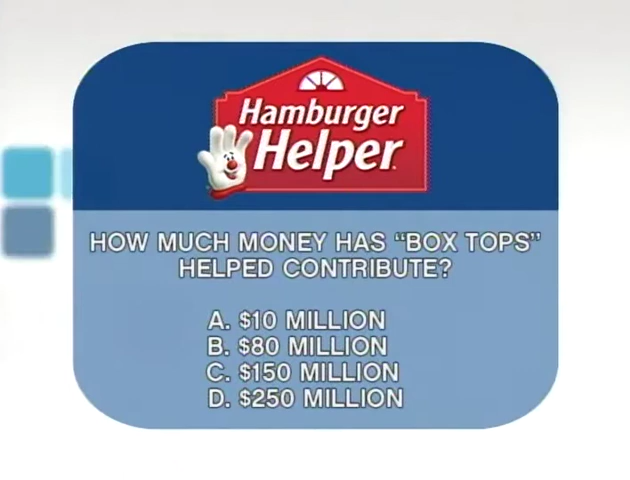 Hamburger
Helper
HOW MUCH MONEY HAS “BOX TOPS”
HELPED CONTRIBUTE?
A. $10 MILLION
B. $80 MILLION
C. $150 MILLION
D. $250 MILLION